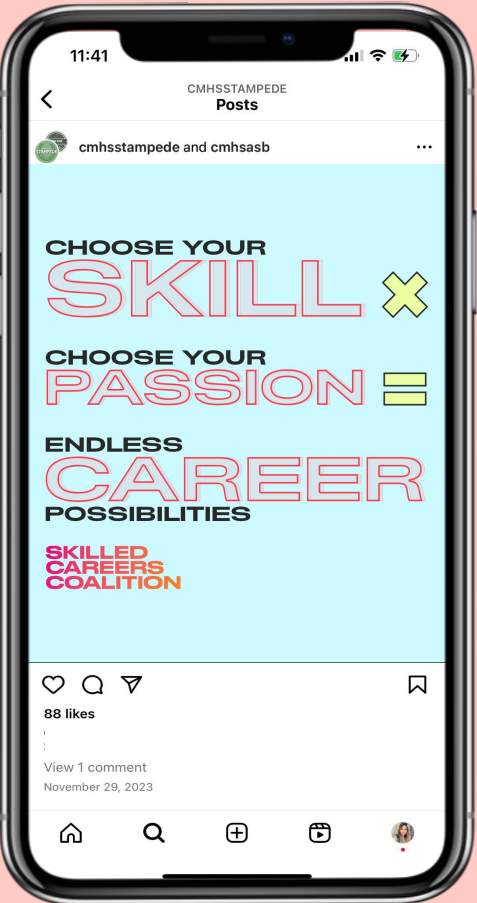 11:41
CMHSSTAMPEDE
Posts
cmhsstampede and cmhsasb
CHOOSE YOUR
SKILL ×
CHOOSE YOUR
PASSION =
ENDLESS
CAREER
POSSIBILITIES
SKILLED
CAREERS
COALITION
88 likes
View 1 comment
November 29, 2023